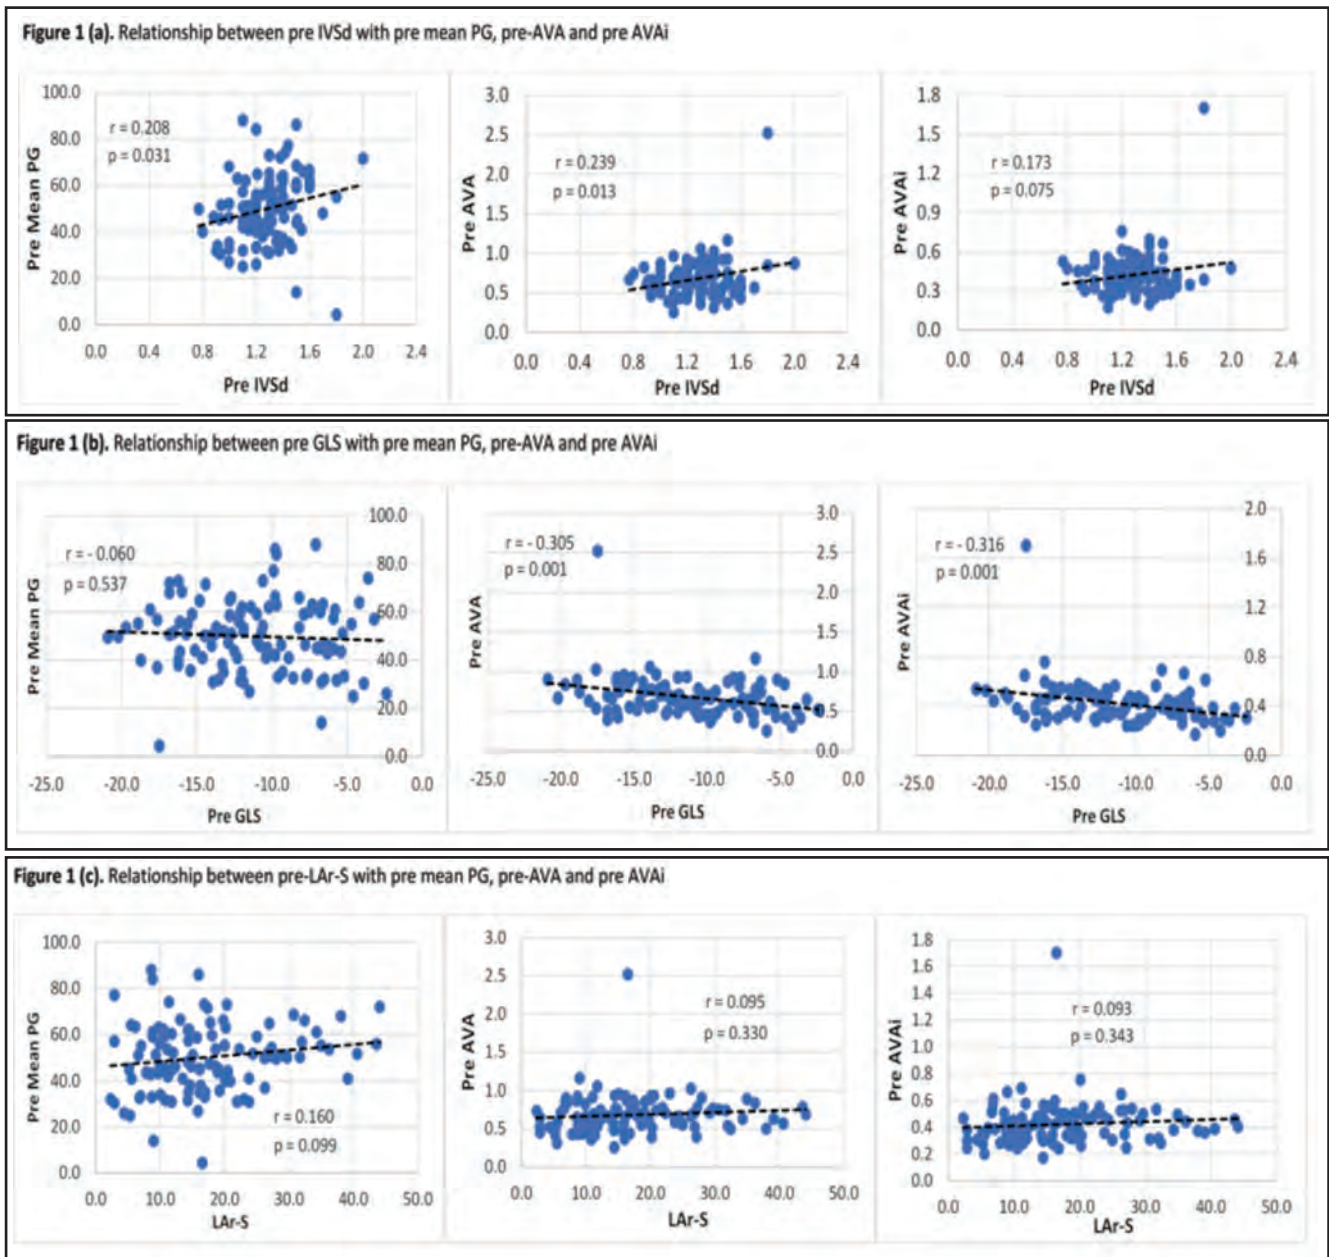 Figure 1 (a). Relationship between pre IVSd with pre mean PG, pre-AVA and pre AVAi
Pre Mean PG
100.0
80.0
60.0
40.0
20.0
0.0
r = 0.208
p = 0.031
0.0 0.4 0.8 1.2 1.6 2.0 2.4
Pre IVSd
Pre AVA
3.0
2.5
2.0
1.5
1.0
0.5
0.0
r = 0.239
p = 0.013
0.0 0.4 0.8 1.2 1.6 2.0 2.4
Pre IVSd
Pre AVAi
1.8
1.5
1.2
0.9
0.6
0.3
0.0
r = 0.173
p = 0.075
0.0 0.4 0.8 1.2 1.6 2.0 2.4
Pre IVSd
Figure 1 (b). Relationship between pre GLS with pre mean PG, pre-AVA and pre AVAi
Pre Mean PG
r = - 0.060
p = 0.537
100.0
80.0
60.0
40.0
20.0
0.0
-25.0 -20.0 -15.0 -10.0 -5.0 0.0
Pre GLS
Pre AVA
r = - 0.305
p = 0.001
3.0
2.5
2.0
1.5
1.0
0.5
0.0
-25.0 -20.0 -15.0 -10.0 -5.0 0.0
Pre GLS
Pre AVAi
r = - 0.316
p = 0.001
2.0
1.6
1.2
0.8
0.4
0.0
-25.0 -20.0 -15.0 -10.0 -5.0 0.0
Pre GLS
Figure 1 (c). Relationship between pre-LAr-S with pre mean PG, pre-AVA and pre AVAi
Pre Mean PG
100.0
80.0
60.0
40.0
20.0
0.0
r = 0.160
p = 0.099
0.0 10.0 20.0 30.0 40.0 50.0
LAr-S
Pre AVA
3.0
2.5
2.0
1.5
1.0
0.5
0.0
r = 0.095
p = 0.330
0.0 10.0 20.0 30.0 40.0 50.0
LAr-S
Pre AVAi
1.8
1.6
1.4
1.2
1.0
0.8
0.6
0.4
0.2
0.0
r = 0.093
p = 0.343
0.0 10.0 20.0 30.0 40.0 50.0
LAr-S